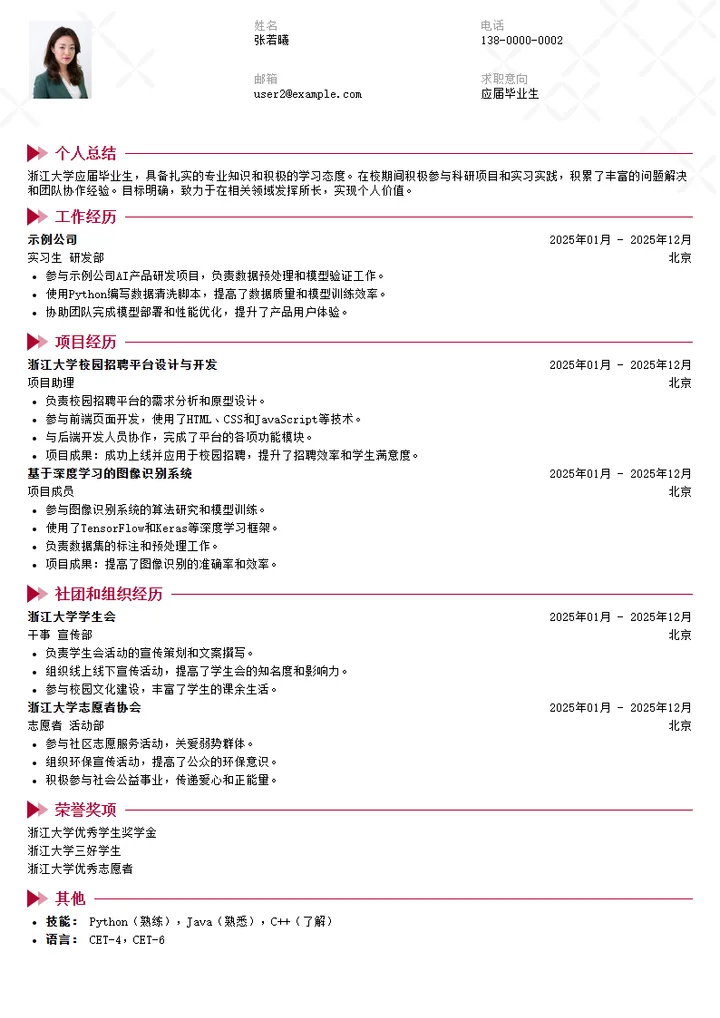 姓名
张若曦
电话
138-0000-0002
邮箱
user2@example.com
求职意向
应届毕业生
个人总结
浙江大学应届毕业生，具备扎实的专业知识和积极的学习态度。在校期间积极参与科研项目和实习实践，积累了丰富的问题解决
和团队协作经验。目标明确，致力于在相关领域发挥所长，实现个人价值。
工作经历
示例公司 2025年01月 - 2025年12月
实习生 研发部 北京
• 参与示例公司AI产品研发项目，负责数据预处理和模型验证工作。
• 使用Python编写数据清洗脚本，提高了数据质量和模型训练效率。
• 协助团队完成模型部署和性能优化，提升了产品用户体验。
项目经历
浙江大学校园招聘平台设计与开发 2025年01月 - 2025年12月
项目助理 北京
• 负责校园招聘平台的需求分析和原型设计。
• 参与前端页面开发，使用了HTML、CSS和JavaScript等技术。
• 与后端开发人员协作，完成了平台的各项功能模块。
• 项目成果：成功上线并应用于校园招聘，提升了招聘效率和学生满意度。
基于深度学习的图像识别系统 2025年01月 - 2025年12月
项目成员 北京
• 参与图像识别系统的算法研究和模型训练。
• 使用了TensorFlow和Keras等深度学习框架。
• 负责数据集的标注和预处理工作。
• 项目成果：提高了图像识别的准确率和效率。
社团和组织经历
浙江大学学生会 2025年01月 - 2025年12月
干事 宣传部 北京
• 负责学生会活动的宣传策划和文案撰写。
• 组织线上线下宣传活动，提高了学生会的知名度和影响力。
• 参与校园文化建设，丰富了学生的课余生活。
浙江大学志愿者协会 2025年01月 - 2025年12月
志愿者 活动部 北京
• 参与社区志愿服务活动，关爱弱势群体。
• 组织环保宣传活动，提高了公众的环保意识。
• 积极参与社会公益事业，传递爱心和正能量。
荣誉奖项
浙江大学优秀学生奖学金
浙江大学三好学生
浙江大学优秀志愿者
其他
• 技能： Python（熟练），Java（熟悉），C++（了解）
• 语言： CET-4，CET-6